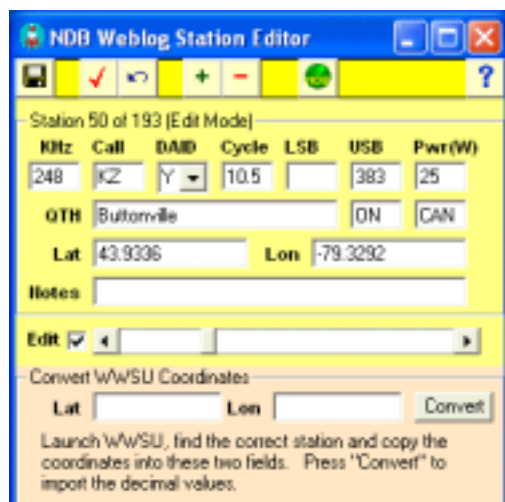 NDB Weblog Station Editor
?
Station 50 of 193 (Edit Mode)
KHz Call DAID Cycle LSB USB Pwr(W)
248 KZ Y 10.5 383 25
QTH Buttonville ON CAN
Lat 43.9336 Lon -79.3292
Notes
Edit
Convert WWSU Coordinates
Lat Lon Convert
Launch WWSU, find the correct station and copy the
coordinates into these two fields. Press "Convert" to
import the decimal values.